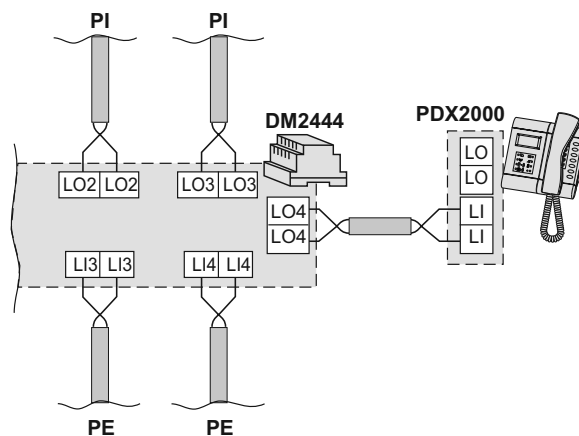 PI PI
DM2444
PDX2000
LO2 LO2 LO3 LO3
LO
LO
LO4
LO4
LI
LI
LI3 LI3 LI4 LI4
PE PE